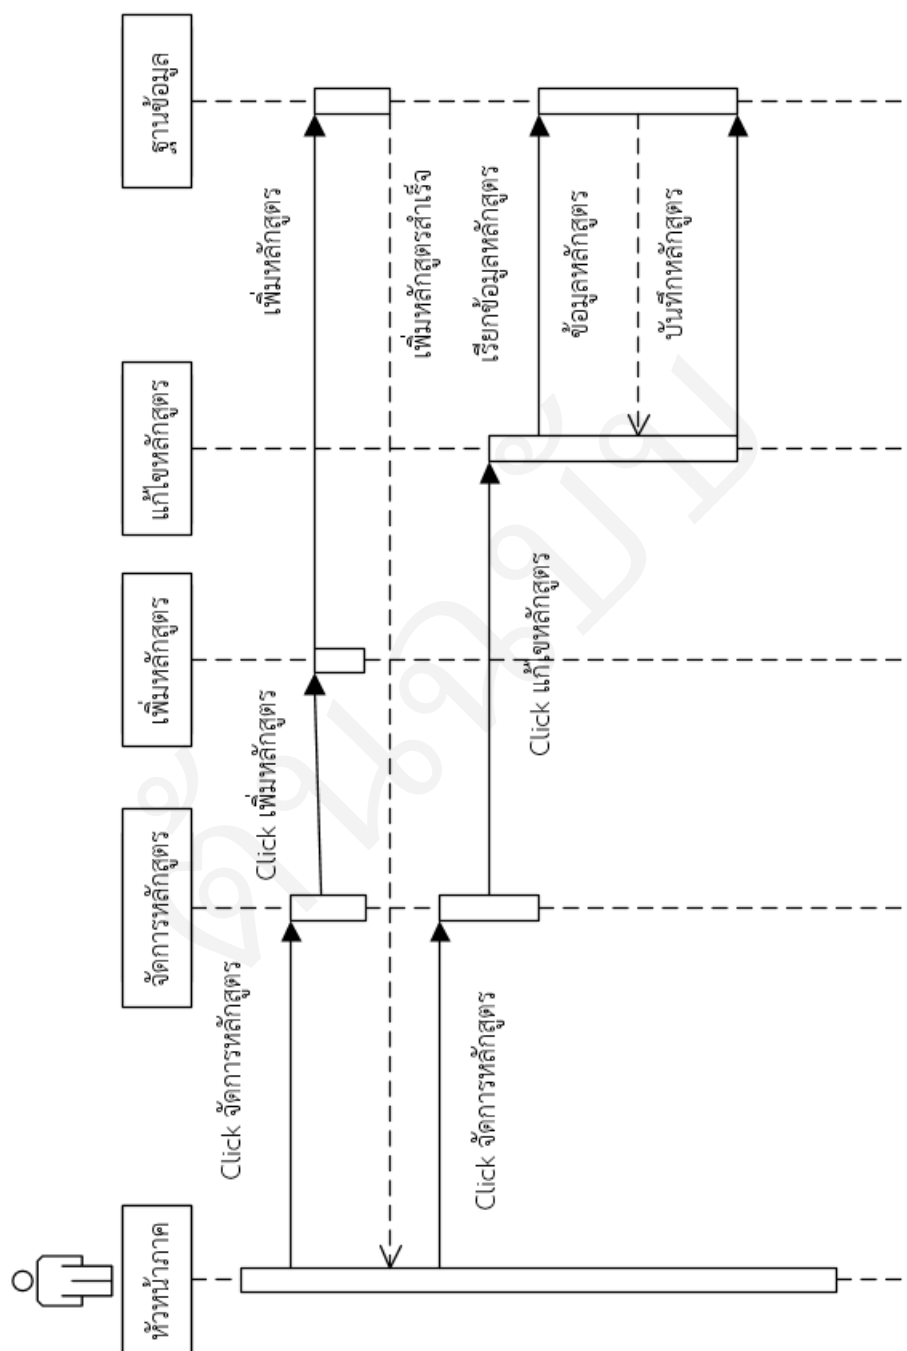 หัวหน้าภาค
จัดการหลักสูตร
เพิ่มหลักสูตร
แก้ไขหลักสูตร
ฐานข้อมูล
Click จัดการหลักสูตร
Click เพิ่มหลักสูตร
เพิ่มหลักสูตร
เพิ่มหลักสูตรสำเร็จ
Click จัดการหลักสูตร
Click แก้ไขหลักสูตร
เรียกข้อมูลหลักสูตร
ข้อมูลหลักสูตร
บันทึกหลักสูตร
ต้นฉบับ